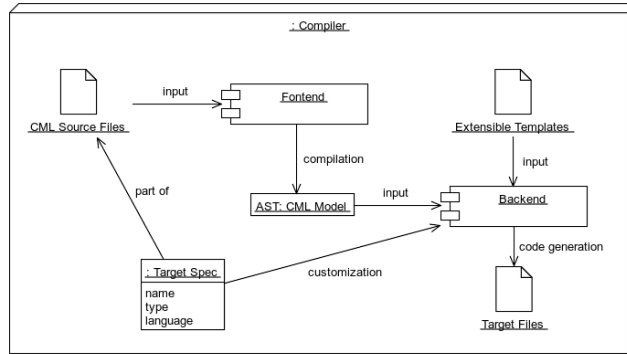 : Compiler
input
Fontend
CML Source Files
Extensible Templates
compilation
input
part of
AST: CML Model
input
Backend
code generation
: Target Spec
customization
name
type
language
Target Files